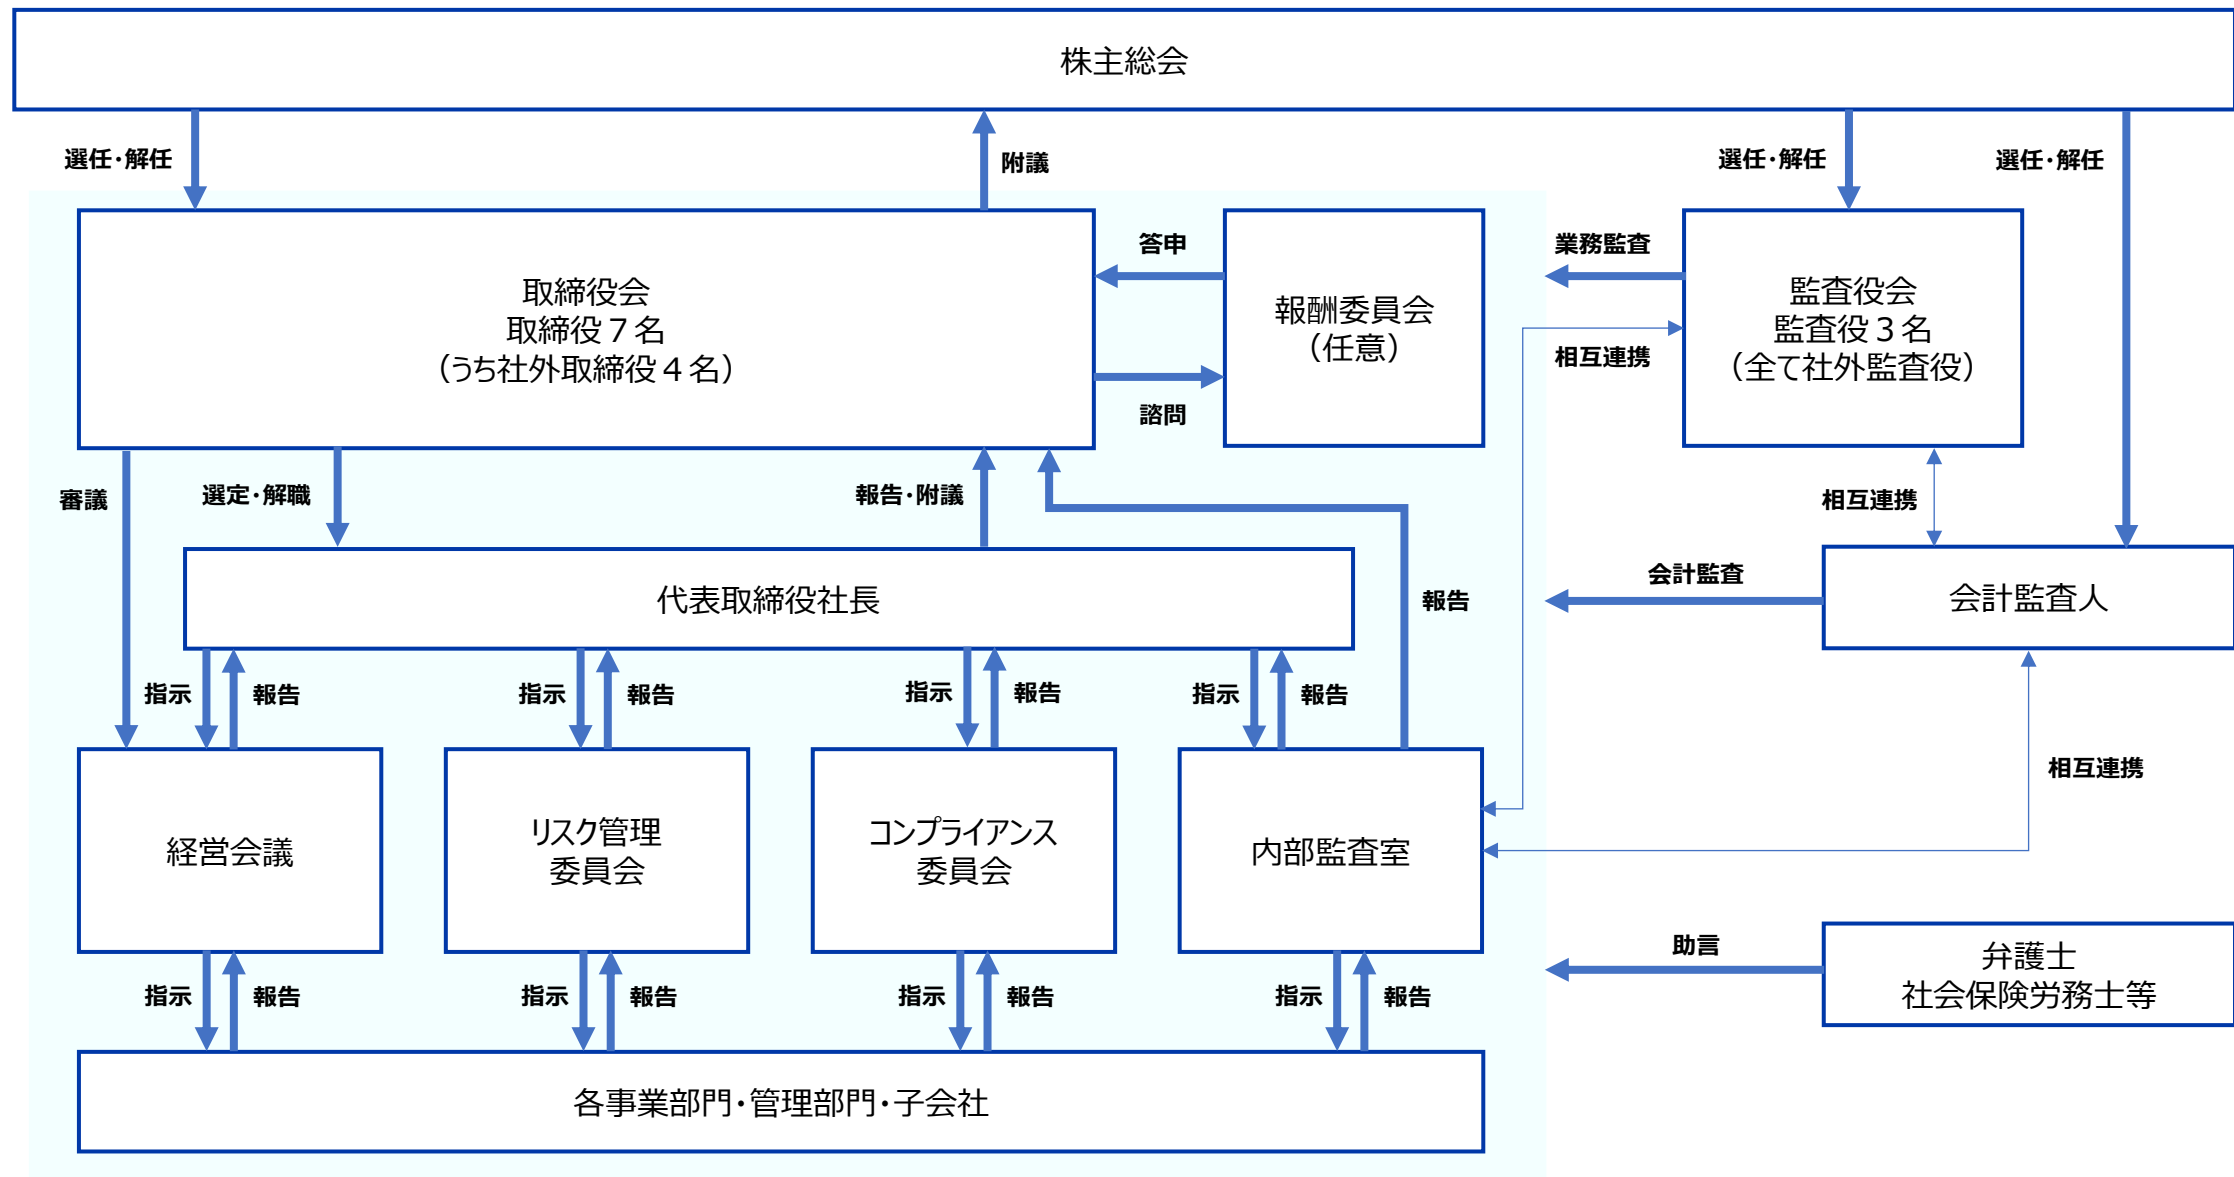 株主総会
選任・解任
附議
選任・解任
選任・解任
取締役会
取締役７名
（うち社外取締役４名）
答申
諮問
報酬委員会
（任意）
業務監査
相互連携
監査役会
監査役３名
（全て社外監査役）
審議
選定・解職
報告・附議
相互連携
代表取締役社長
報告
会計監査
会計監査人
指示
報告
指示
報告
指示
報告
指示
報告
相互連携
経営会議
リスク管理
委員会
コンプライアンス
委員会
内部監査室
助言
弁護士
社会保険労務士等
指示
報告
指示
報告
指示
報告
指示
報告
各事業部門・管理部門・子会社